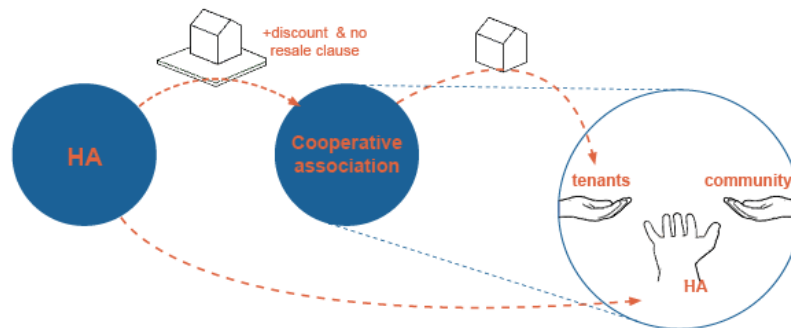 +discount & no
resale clause
HA
Cooperative
association
tenants
community
HA